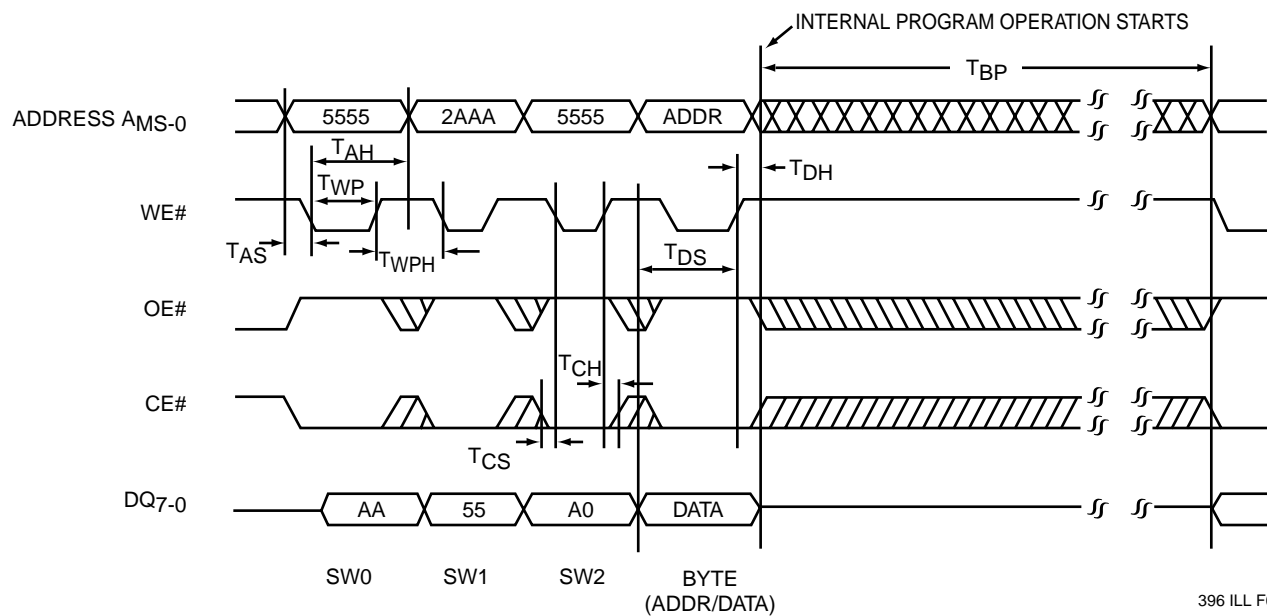 INTERNAL PROGRAM OPERATION STARTS
TBP
ADDRESS AMS-0
5555
2AAA
5555
ADDR
TAH
TDH
TWP
WE#
TAS
TWPH
TDS
OE#
TCH
CE#
TCS
DQ7-0
AA
55
A0
DATA
SW0
SW1
SW2
BYTE
(ADDR/DATA)
396 ILL